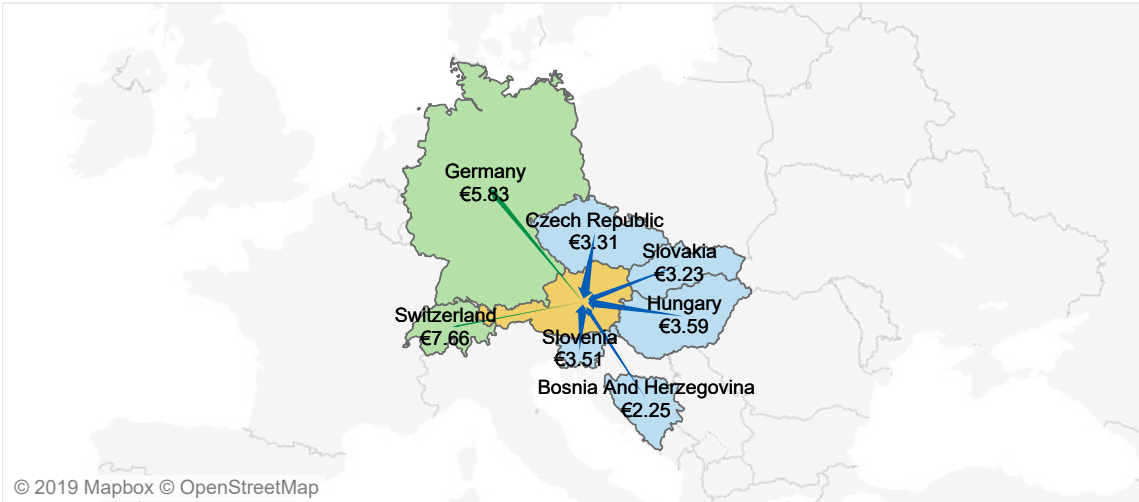 Germany
€5.83
Czech Republic
€3.31
Slovakia
€3.23
Hungary
€3.59
Switzerland
€7.66
Slovenia
€3.51
Bosnia And Herzegovina
€2.25
© 2019 Mapbox © OpenStreetMap